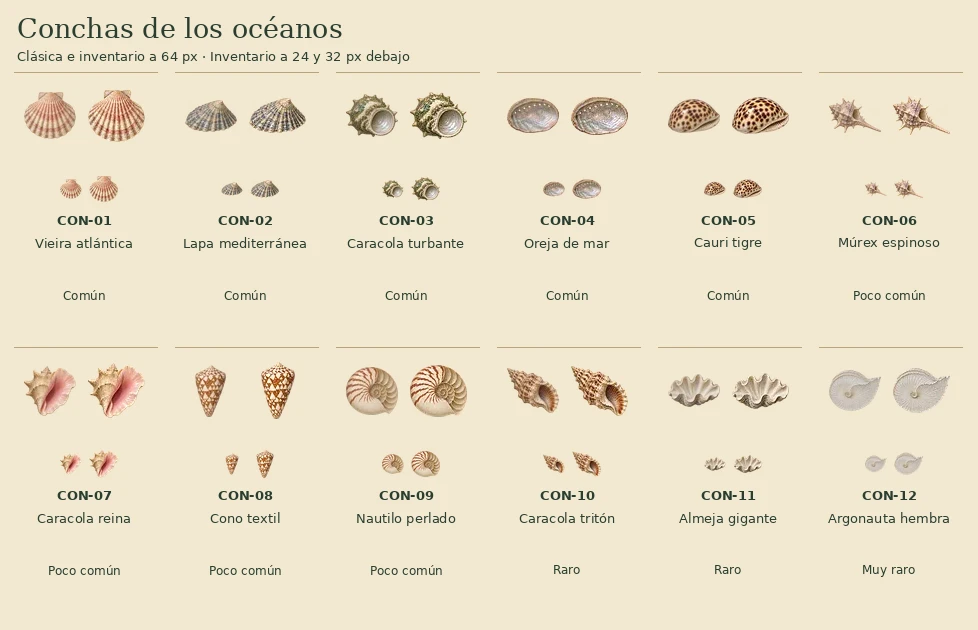 Conchas de los océanos
Clásica e inventario a 64 px · Inventario a 24 y 32 px debajo
CON-01
Vieira atlántica
Común
CON-02
Lapa mediterránea
Común
CON-03
Caracola turbante
Común
CON-04
Oreja de mar
Común
CON-05
Cauri tigre
Común
CON-06
Múrex espinoso
Poco común
CON-07
Caracola reina
Poco común
CON-08
Cono textil
Poco común
CON-09
Nautilo perlado
Poco común
CON-10
Caracola tritón
Raro
CON-11
Almeja gigante
Raro
CON-12
Argonauta hembra
Muy raro